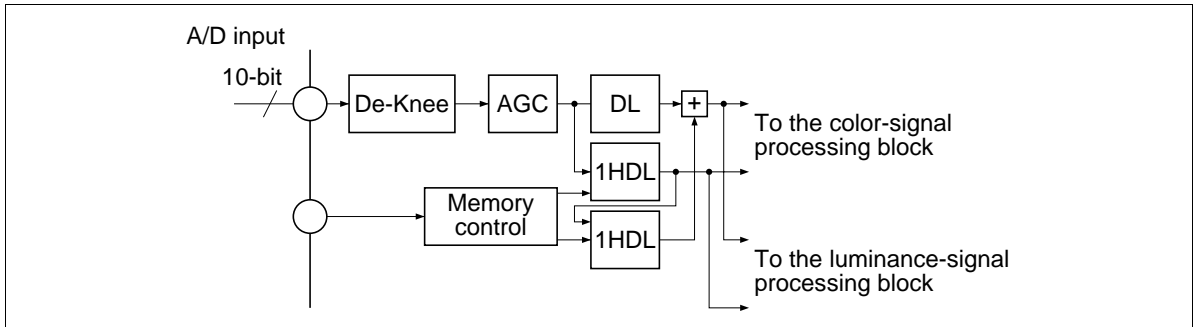 A/D input
10-bit
De-Knee
AGC
DL
+
To the color-signal
processing block
1HDL
Memory
control
1HDL
To the luminance-signal
processing block